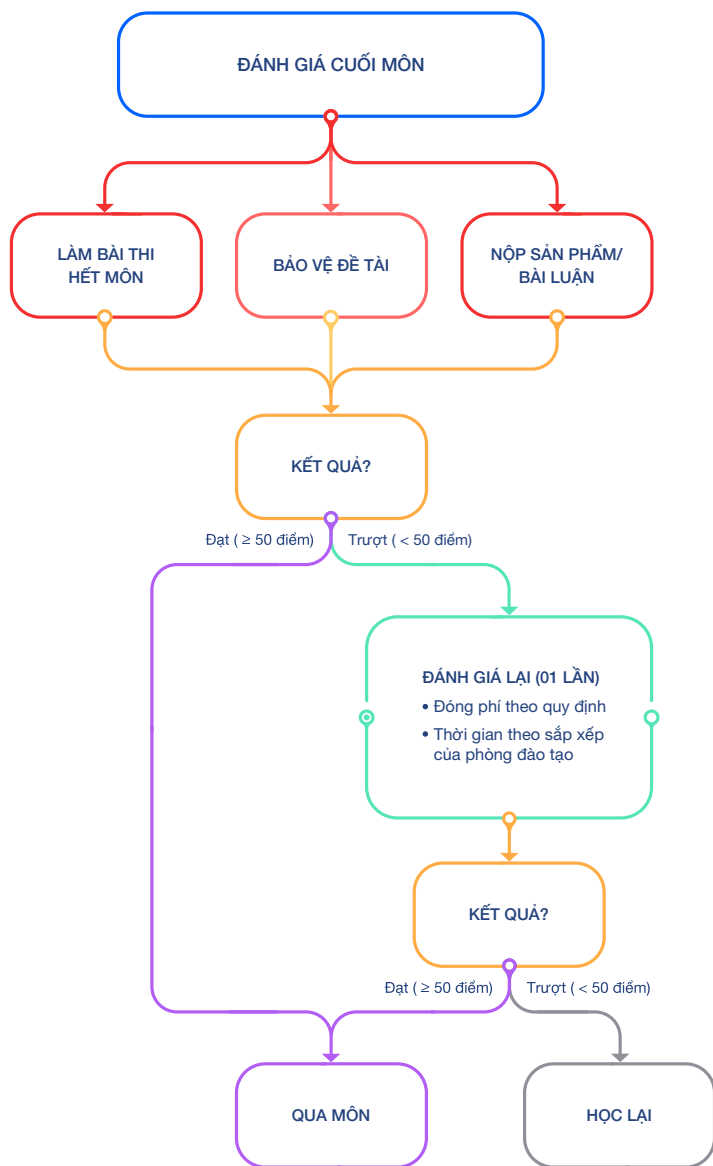 ĐÁNH GIÁ CUỐI MÔN
LÀM BÀI THI
HẾT MÔN
BẢO VỆ ĐỀ TÀI
NỘP SẢN PHẨM/
BÀI LUẬN
KẾT QUẢ?
Đạt ( ≥ 50 điểm)
Trượt ( < 50 điểm)
ĐÁNH GIÁ LẠI (01 LẦN)
• Đóng phí theo quy định
• Thời gian theo sắp xếp
của phòng đào tạo
KẾT QUẢ?
Đạt ( ≥ 50 điểm)
Trượt ( < 50 điểm)
QUA MÔN
HỌC LẠI